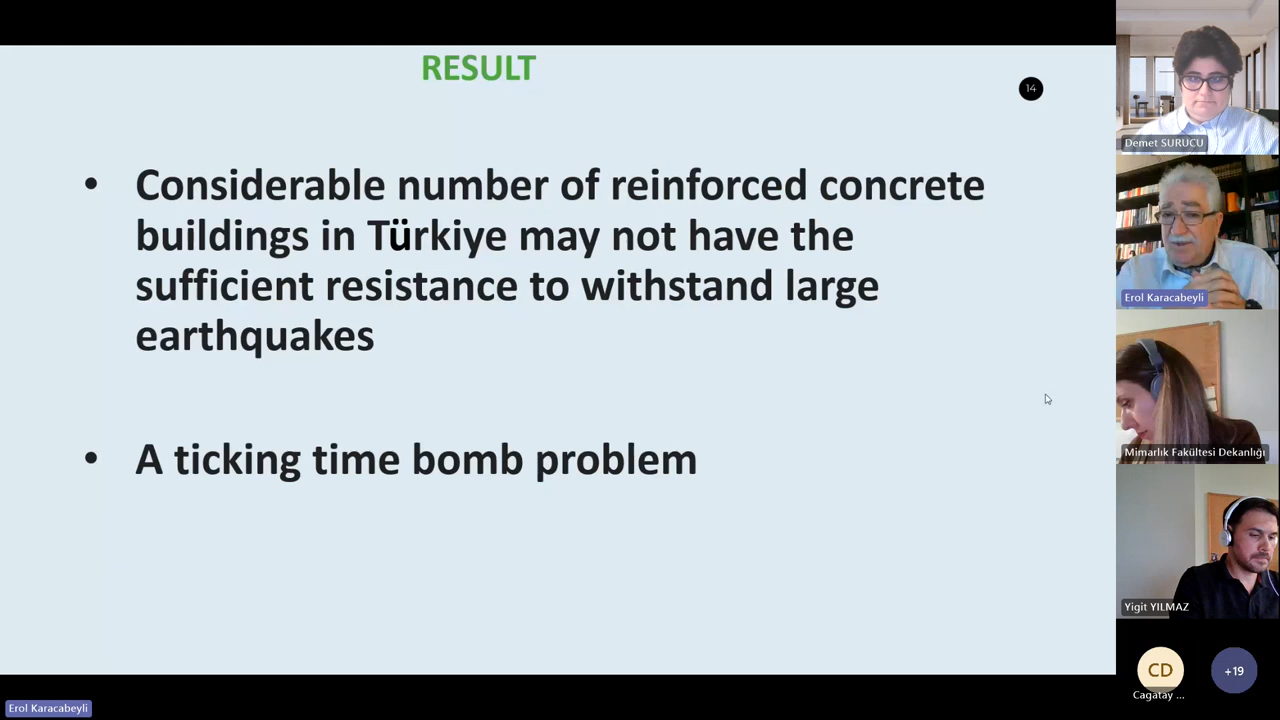 RESULT
14
• Considerable number of reinforced concrete
buildings in Türkiye may not have the
sufficient resistance to withstand large
earthquakes
• A ticking time bomb problem
Demet SURUCU
Erol Karacabeyli
Mimarlık Fakültesi Dekanlığı
Yigit YILMAZ
CD
Cagatay ...
+19
Erol Karacabeyli